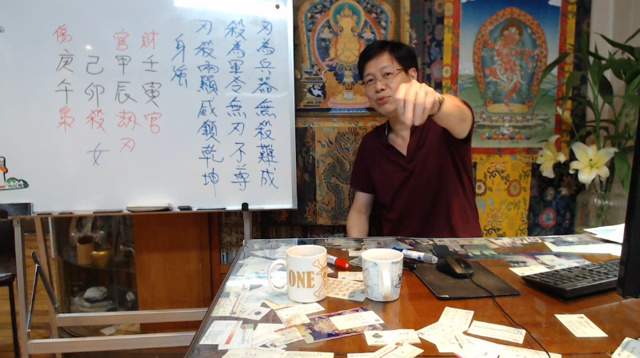 刃為兵器無殺難成
殺為軍令無刃不尊
刃殺兩顯威鎮乾坤
身強
財壬寅官
官甲辰劫刃
己卯殺女
傷庚午梟
ONE